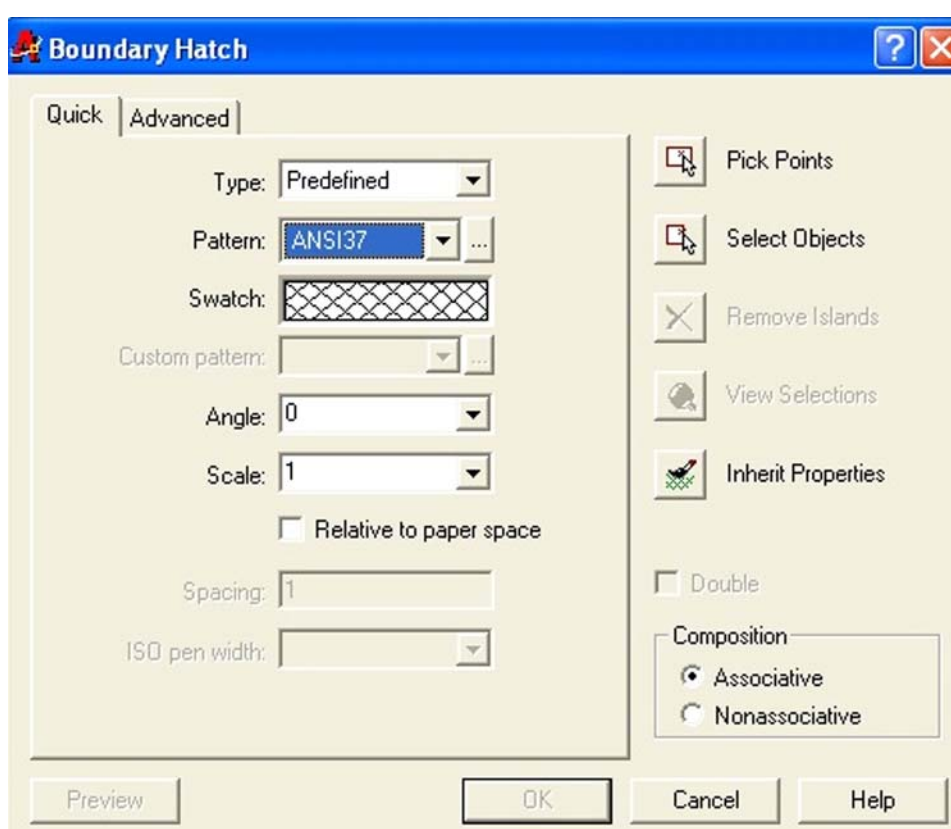 Boundary Hatch
Quick Advanced
Type: Predefined
Pattern: ANSI37 ...
Swatch:
Custom pattern: ...
Angle: 0
Scale: 1
Relative to paper space
Spacing: 1
ISO pen width:
Pick Points
Select Objects
Remove Islands
View Selections
Inherit Properties
Double
Composition
Associative
Nonassociative
Preview OK Cancel Help